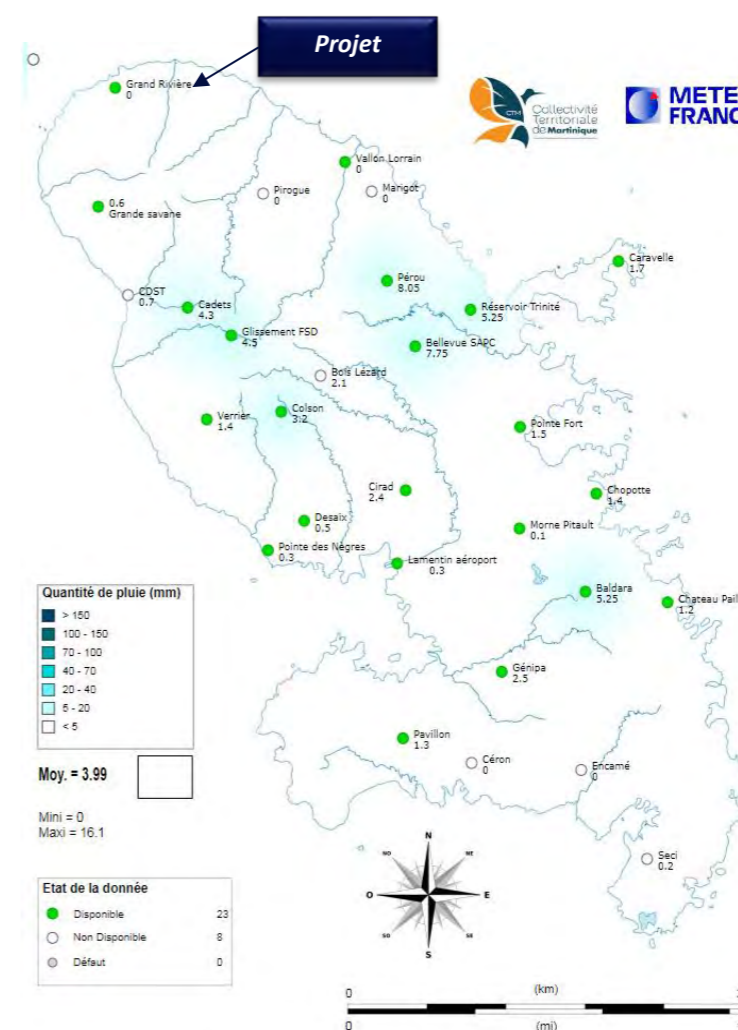 Projet
Grand Rivière
0
CTM
Collectivité
Territoriale
de Martinique
METE
FRANC
Vallon Lorrain
0
Pirogue
0
Marigot
0
0.6
Grande savane
Caravelle
1.7
Pérou
8.05
CDST
0.7
Cadets
4.3
Réservoir Trinité
5.25
Glissement FSD
4.5
Bellevue SAPC
7.75
Bois Lézard
2.1
Verrier
1.4
Colson
3.2
Pointe Fort
1.5
Cirad
2.4
Chopotte
1.4
Desaix
0.5
Morne Pitault
0.1
Pointe des Nègres
0.3
Lamentin aéroport
0.3
Baldara
5.25
Chateau Pail
1.2
Quantité de pluie (mm)
> 150
100 - 150
70 - 100
40 - 70
20 - 40
5 - 20
< 5
Génipa
2.5
Pavillon
1.3
Céron
0
Encamé
0
Moy. = 3.99
Mini = 0
Maxi = 16.1
Seci
0.2
N
NO
NE
O
E
SO
SE
S
Etat de la donnée
Disponible 23
Non Disponible 8
Défaut 0
0 (km)
0 (mi)